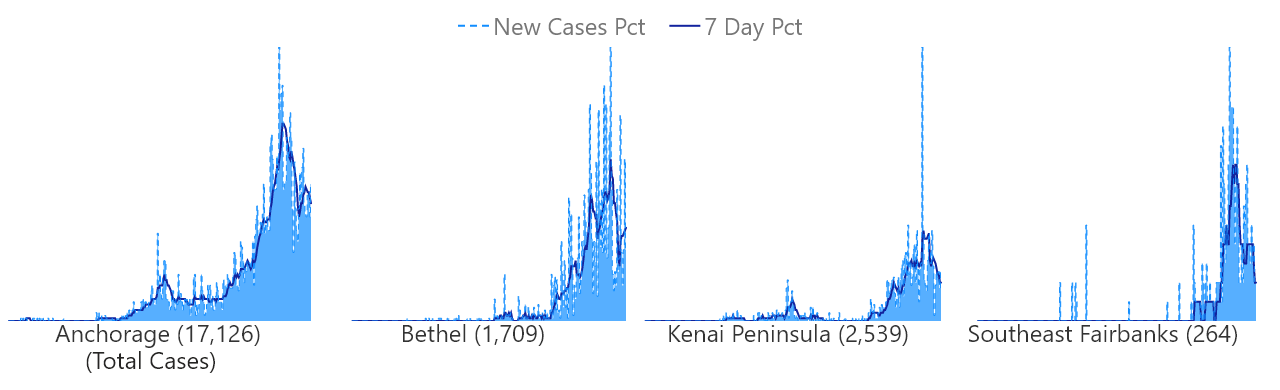 New Cases Pct 7 Day Pct
Anchorage (17,126) Bethel (1,709) Kenai Peninsula (2,539) Southeast Fairbanks (264)
(Total Cases)